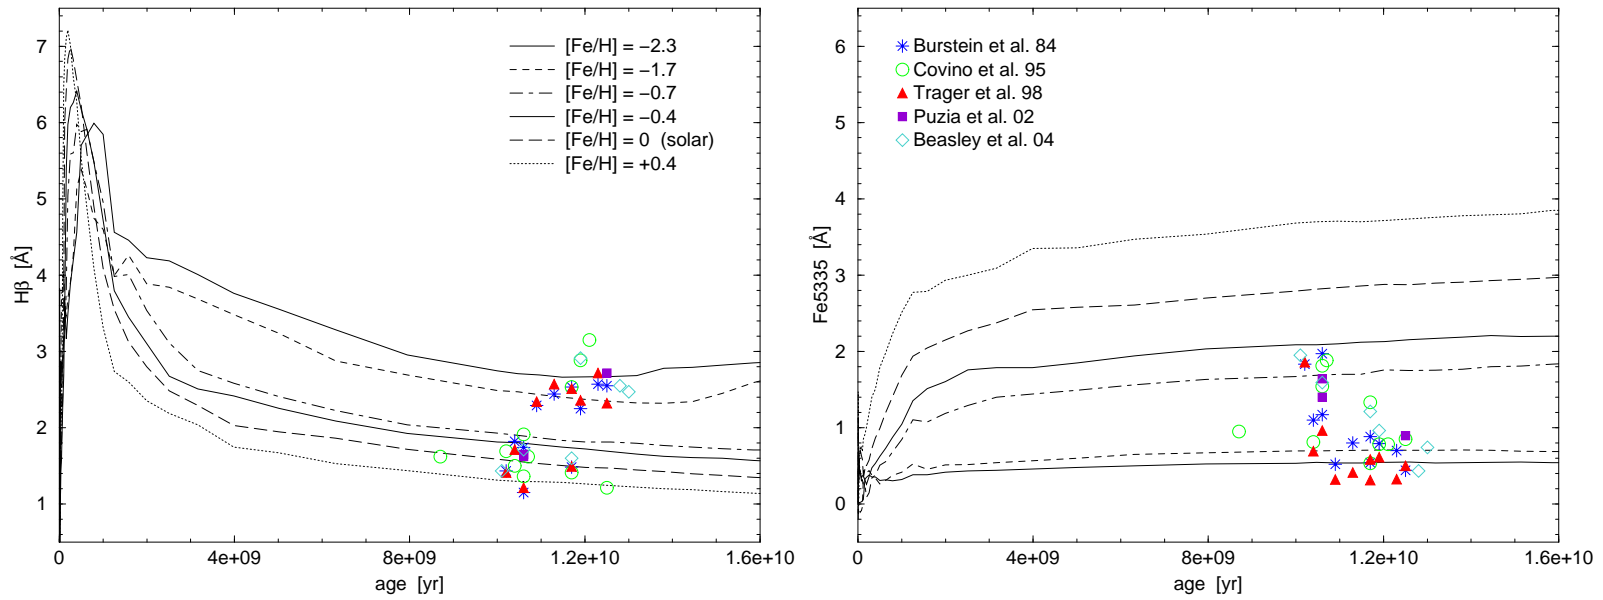 7
6
5
4
3
2
1
Hβ [Å]
[Fe/H] = −2.3
[Fe/H] = −1.7
[Fe/H] = −0.7
[Fe/H] = −0.4
[Fe/H] = 0 (solar)
[Fe/H] = +0.4
0 4e+09 8e+09 1.2e+10 1.6e+10
age [yr]
6
5
4
3
2
1
0
Fe5335 [Å]
Burstein et al. 84
Covino et al. 95
Trager et al. 98
Puzia et al. 02
Beasley et al. 04
0 4e+09 8e+09 1.2e+10 1.6e+10
age [yr]